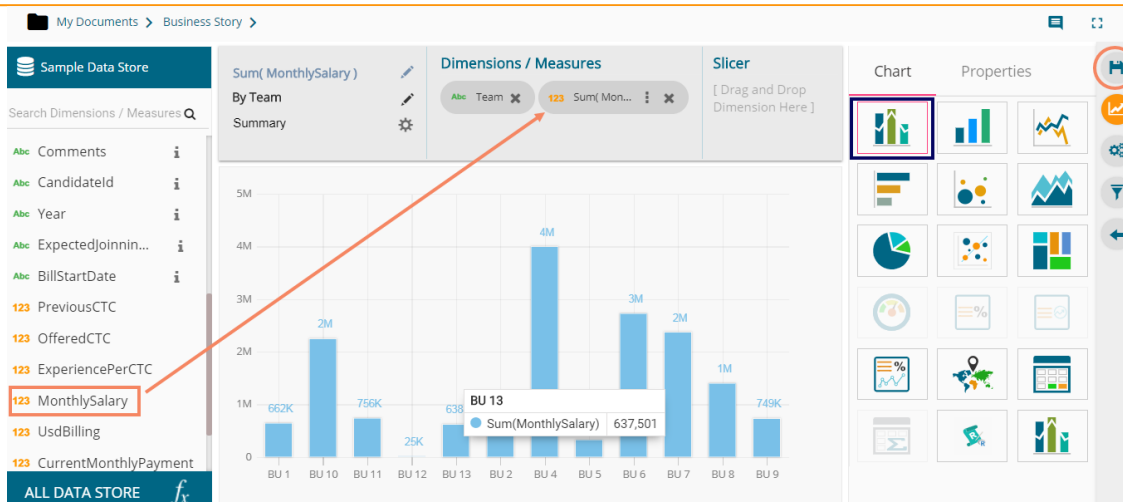 My Documents > Business Story >
Sample Data Store
Search Dimensions / Measures
Abc Comments i
Abc CandidateId i
Abc Year i
Abc ExpectedJoinnin... i
Abc BillStartDate i
123 PreviousCTC
123 OfferedCTC
123 ExperiencePerCTC
123 MonthlySalary
123 UsdBilling
123 CurrentMonthlyPayment
ALL DATA STORE fx
Sum( MonthlySalary )
By Team
Summary
Dimensions / Measures
Abc Team 123 Sum( Mon...
Slicer
[ Drag and Drop
Dimension Here ]
5M
4M
3M
2M
1M
0
662K
2M
756K
25K
638
4M
3M
2M
1M
749K
BU 13
Sum(MonthlySalary) 637,501
BU 1 BU 10 BU 11 BU 12 BU 13 BU 2 BU 4 BU 5 BU 6 BU 7 BU 8 BU 9
Chart Properties
%
%
Σ
R